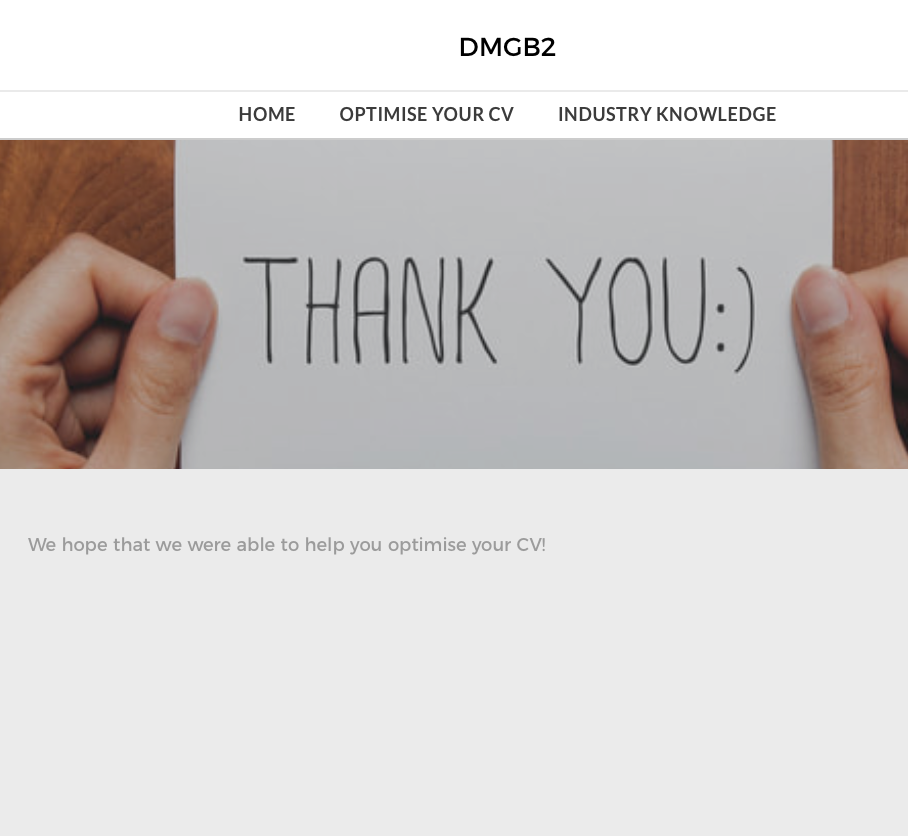 DMGB2
HOME OPTIMISE YOUR CV INDUSTRY KNOWLEDGE
THANK YOU:)
We hope that we were able to help you optimise your CV!